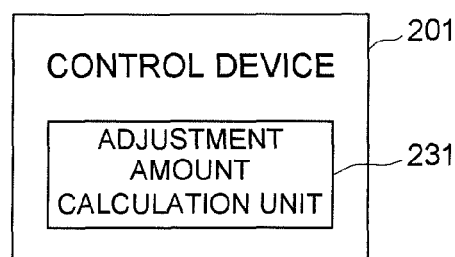 201
CONTROL DEVICE
ADJUSTMENT
AMOUNT
CALCULATION UNIT
231